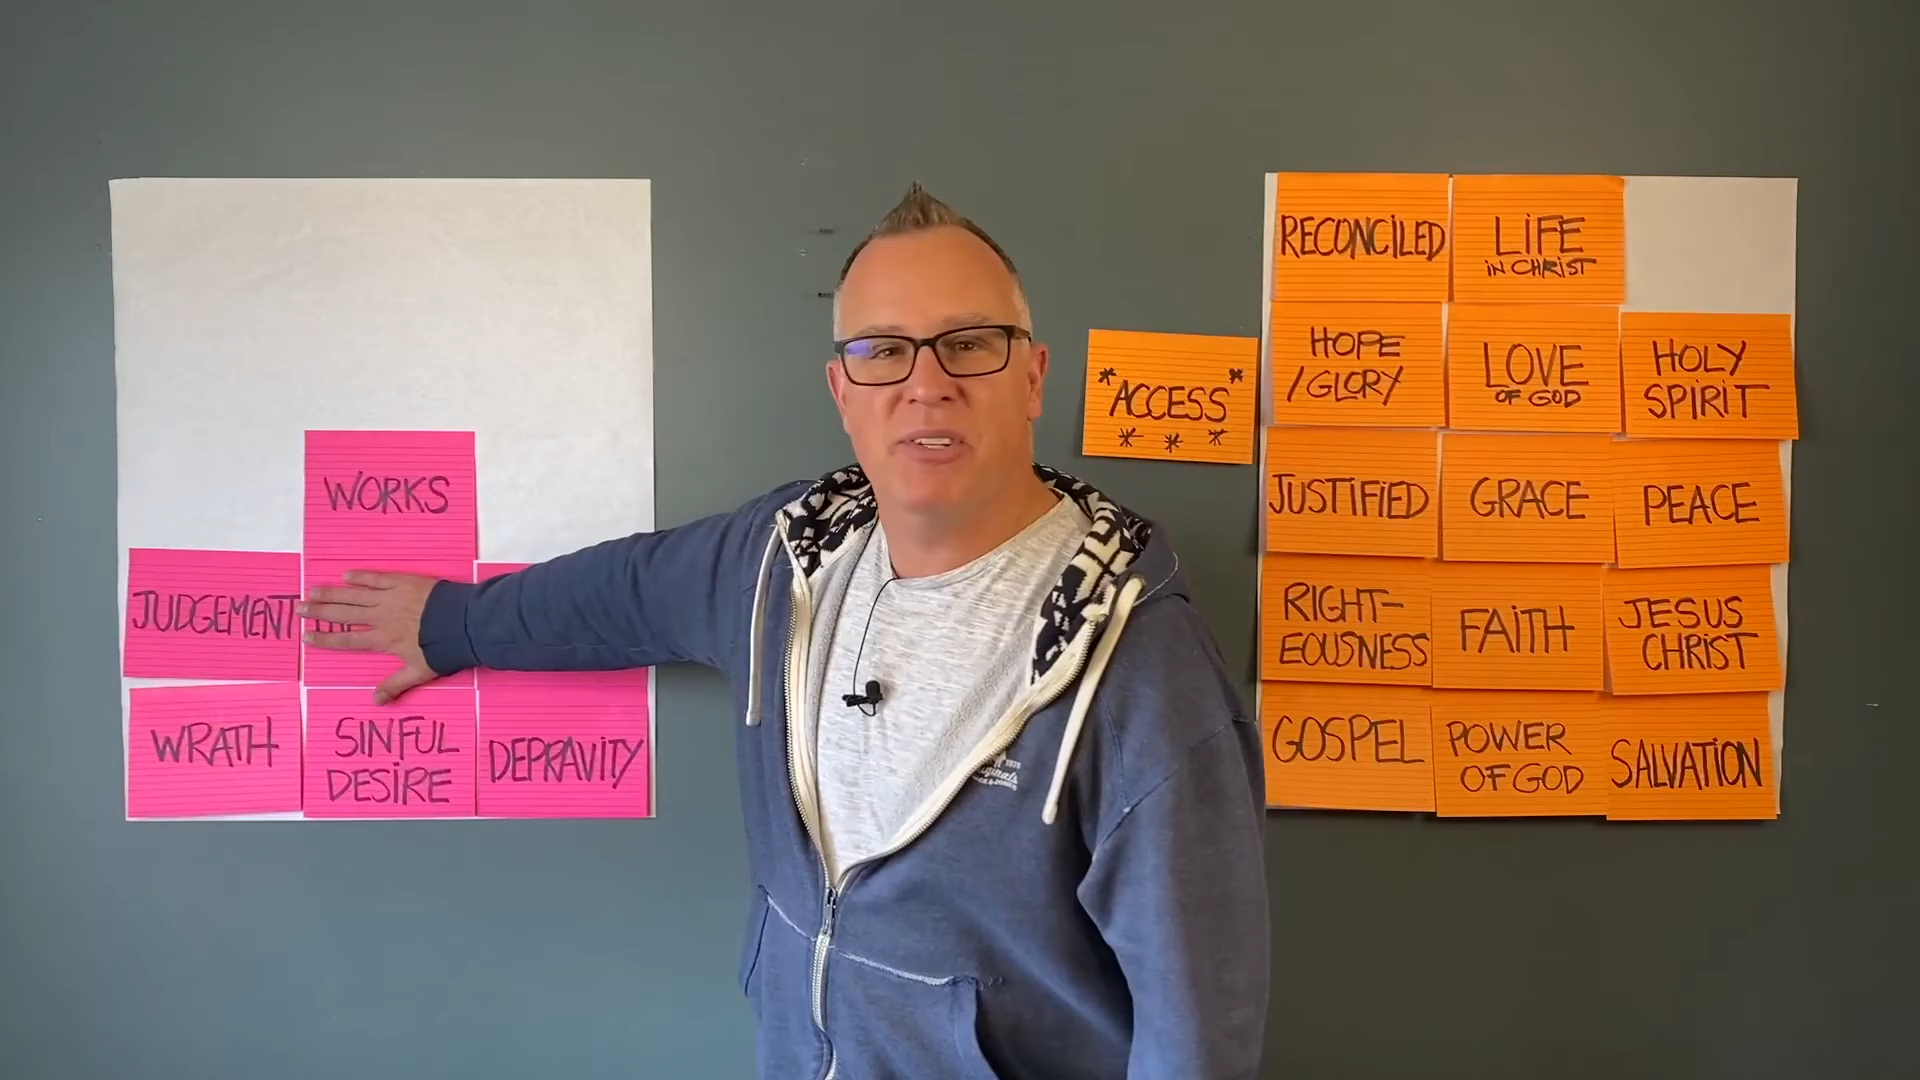 WORKS
JUDGEMENT
WRATH
SINFUL
DESIRE
DEPRAVITY
*ACCESS*
***
RECONCILED
LIFE
IN CHRIST
HOPE
/GLORY
LOVE
OF GOD
HOLY
SPIRIT
JUSTIFIED
GRACE
PEACE
RIGHT-
EOUSNESS
FAITH
JESUS
CHRIST
GOSPEL
POWER
OF GOD
SALVATION